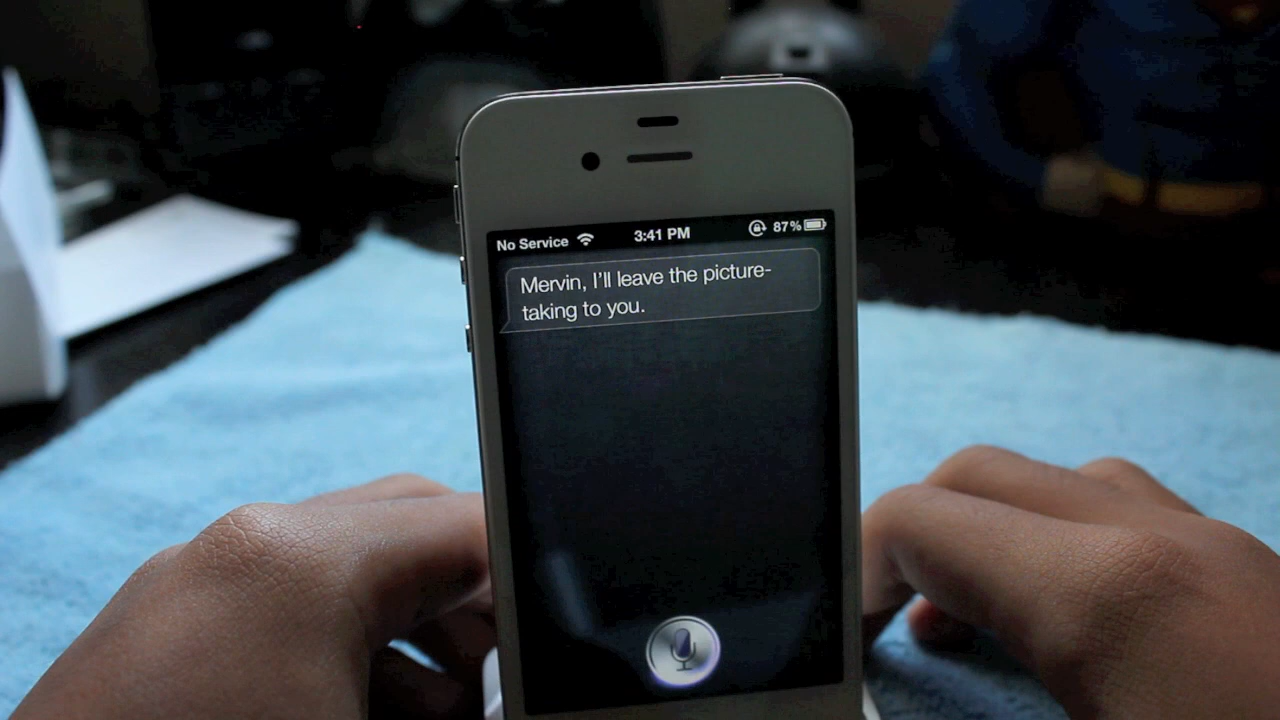 No Service 3:41 PM 87%
Mervin, I'll leave the picture-
taking to you.